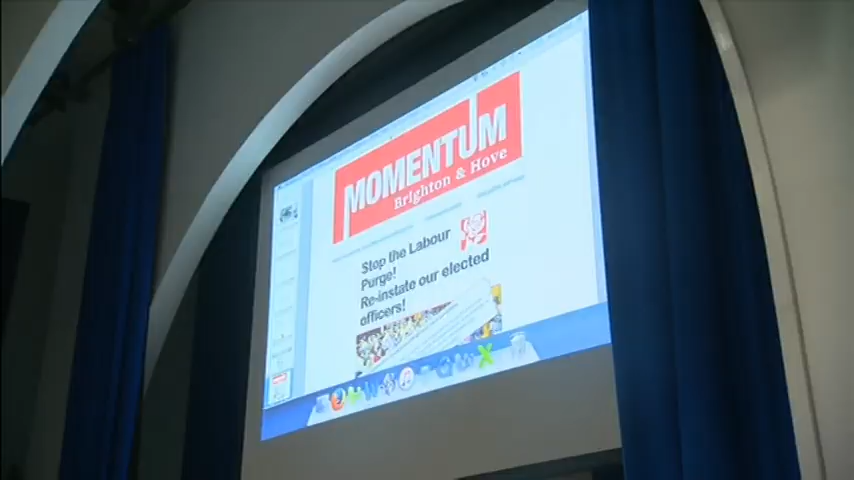 MOMENTUM
Brighton & Hove
Stop the Labour
Purge!
Re-instate our elected
officers!